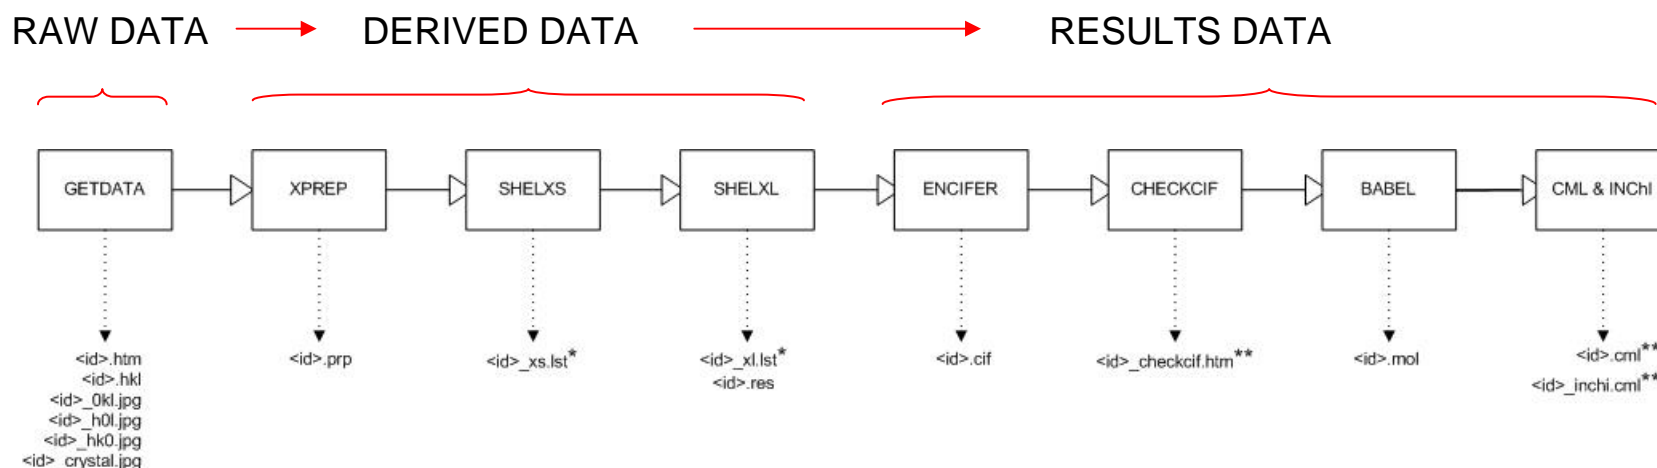 RAW DATA DERIVED DATA RESULTS DATA
GETDATA XPREP SHELXS SHELXL ENCIFER CHECKCIF BABEL CML & INChI
<id>.htm <id>.prp <id>_xs.lst* <id>_xl.lst* <id>.cif <id>_checkcif.htm** <id>.mol <id>.cml**
<id>.hkl <id>.res <id>_inchi.cml**
<id>_0kl.jpg
<id>_h0l.jpg
<id>_hk0.jpg
<id>_crystal.jpg